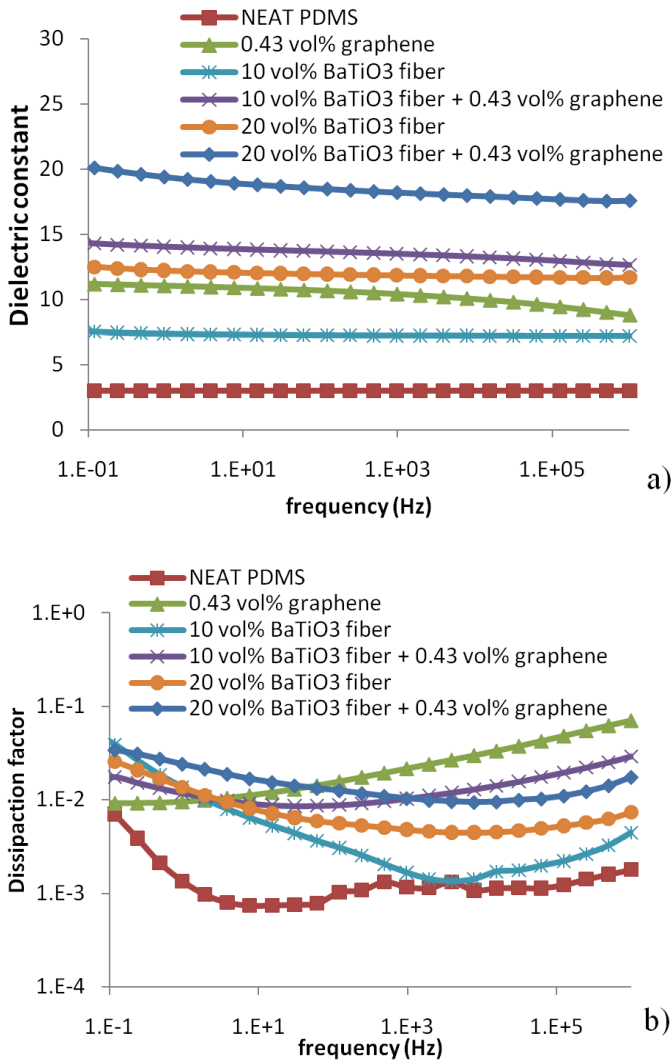 NEAT PDMS
0.43 vol% graphene
10 vol% BaTiO3 fiber
10 vol% BaTiO3 fiber + 0.43 vol% graphene
20 vol% BaTiO3 fiber
20 vol% BaTiO3 fiber + 0.43 vol% graphene
Dielectric constant
30
25
20
15
10
5
0
1.E-01
1.E+01
1.E+03
1.E+05
frequency (Hz)
a)
NEAT PDMS
0.43 vol% graphene
10 vol% BaTiO3 fiber
10 vol% BaTiO3 fiber + 0.43 vol% graphene
20 vol% BaTiO3 fiber
20 vol% BaTiO3 fiber + 0.43 vol% graphene
Dissipaction factor
1.E+0
1.E-1
1.E-2
1.E-3
1.E-4
1.E-1
1.E+1
1.E+3
1.E+5
frequency (Hz)
b)